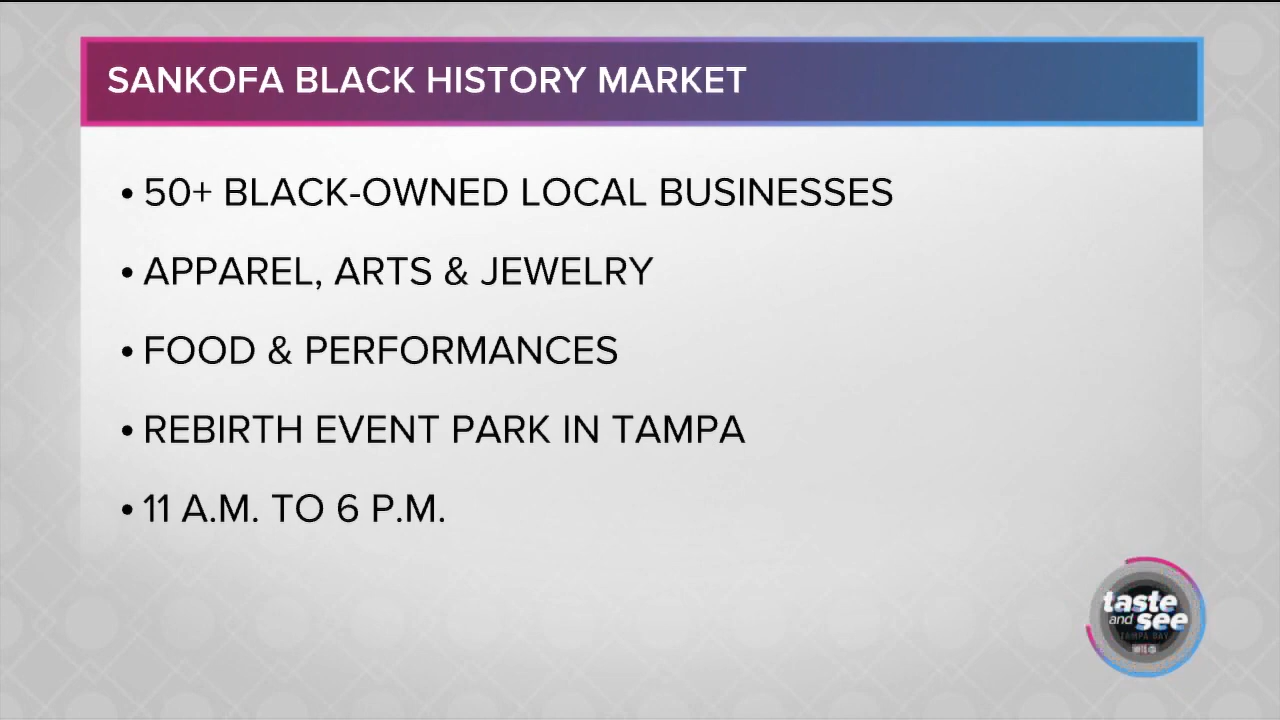 SANKOFA BLACK HISTORY MARKET
• 50+ BLACK-OWNED LOCAL BUSINESSES
• APPAREL, ARTS & JEWELRY
• FOOD & PERFORMANCES
• REBIRTH EVENT PARK IN TAMPA
• 11 A.M. TO 6 P.M.
taste
and see
TAMPA BAY